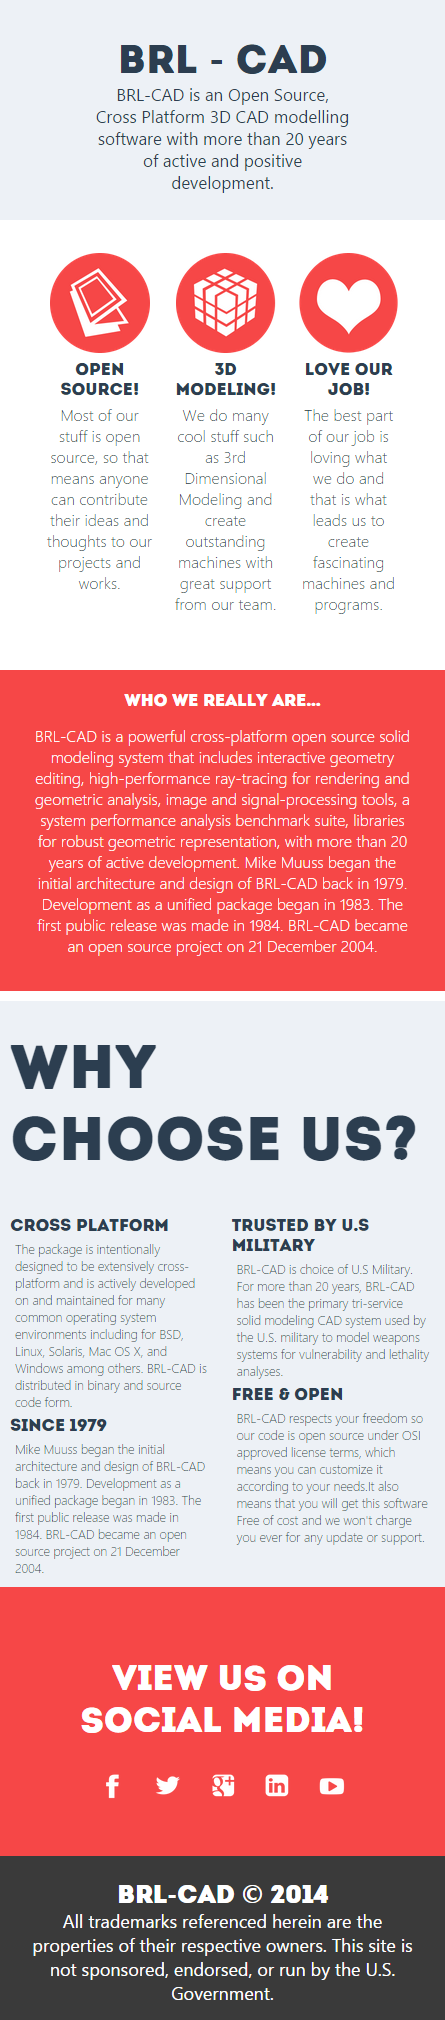 BRL - CAD
BRL-CAD is an Open Source,
Cross Platform 3D CAD modelling
software with more than 20 years
of active and positive
development.
OPEN
SOURCE!
Most of our
stuff is open
source, so that
means anyone
can contribute
their ideas and
thoughts to our
projects and
works.
3D
MODELING!
We do many
cool stuff such
as 3rd
Dimensional
Modeling and
create
outstanding
machines with
great support
from our team.
LOVE OUR
JOB!
The best part
of our job is
loving what
we do and
that is what
leads us to
create
fascinating
machines and
programs.
WHO WE REALLY ARE...
BRL-CAD is a powerful cross-platform open source solid
modeling system that includes interactive geometry
editing, high-performance ray-tracing for rendering and
geometric analysis, image and signal-processing tools, a
system performance analysis benchmark suite, libraries
for robust geometric representation, with more than 20
years of active development. Mike Muuss began the
initial architecture and design of BRL-CAD back in 1979.
Development as a unified package began in 1983. The
first public release was made in 1984. BRL-CAD became
an open source project on 21 December 2004.
WHY
CHOOSE US?
CROSS PLATFORM
The package is intentionally
designed to be extensively cross-
platform and is actively developed
on and maintained for many
common operating system
environments including for BSD,
Linux, Solaris, Mac OS X, and
Windows among others. BRL-CAD is
distributed in binary and source
code form.
SINCE 1979
Mike Muuss began the initial
architecture and design of BRL-CAD
back in 1979. Development as a
unified package began in 1983. The
first public release was made in
1984. BRL-CAD became an open
source project on 21 December
2004.
TRUSTED BY U.S
MILITARY
BRL-CAD is choice of U.S Military.
For more than 20 years, BRL-CAD
has been the primary tri-service
solid modeling CAD system used by
the U.S. military to model weapons
systems for vulnerability and lethality
analyses.
FREE & OPEN
BRL-CAD respects your freedom so
our code is open source under OSI
approved license terms, which
means you can customize it
according to your needs.It also
means that you will get this software
Free of cost and we won't charge
you ever for any update or support.
VIEW US ON
SOCIAL MEDIA!
BRL-CAD © 2014
All trademarks referenced herein are the
properties of their respective owners. This site is
not sponsored, endorsed, or run by the U.S.
Government.